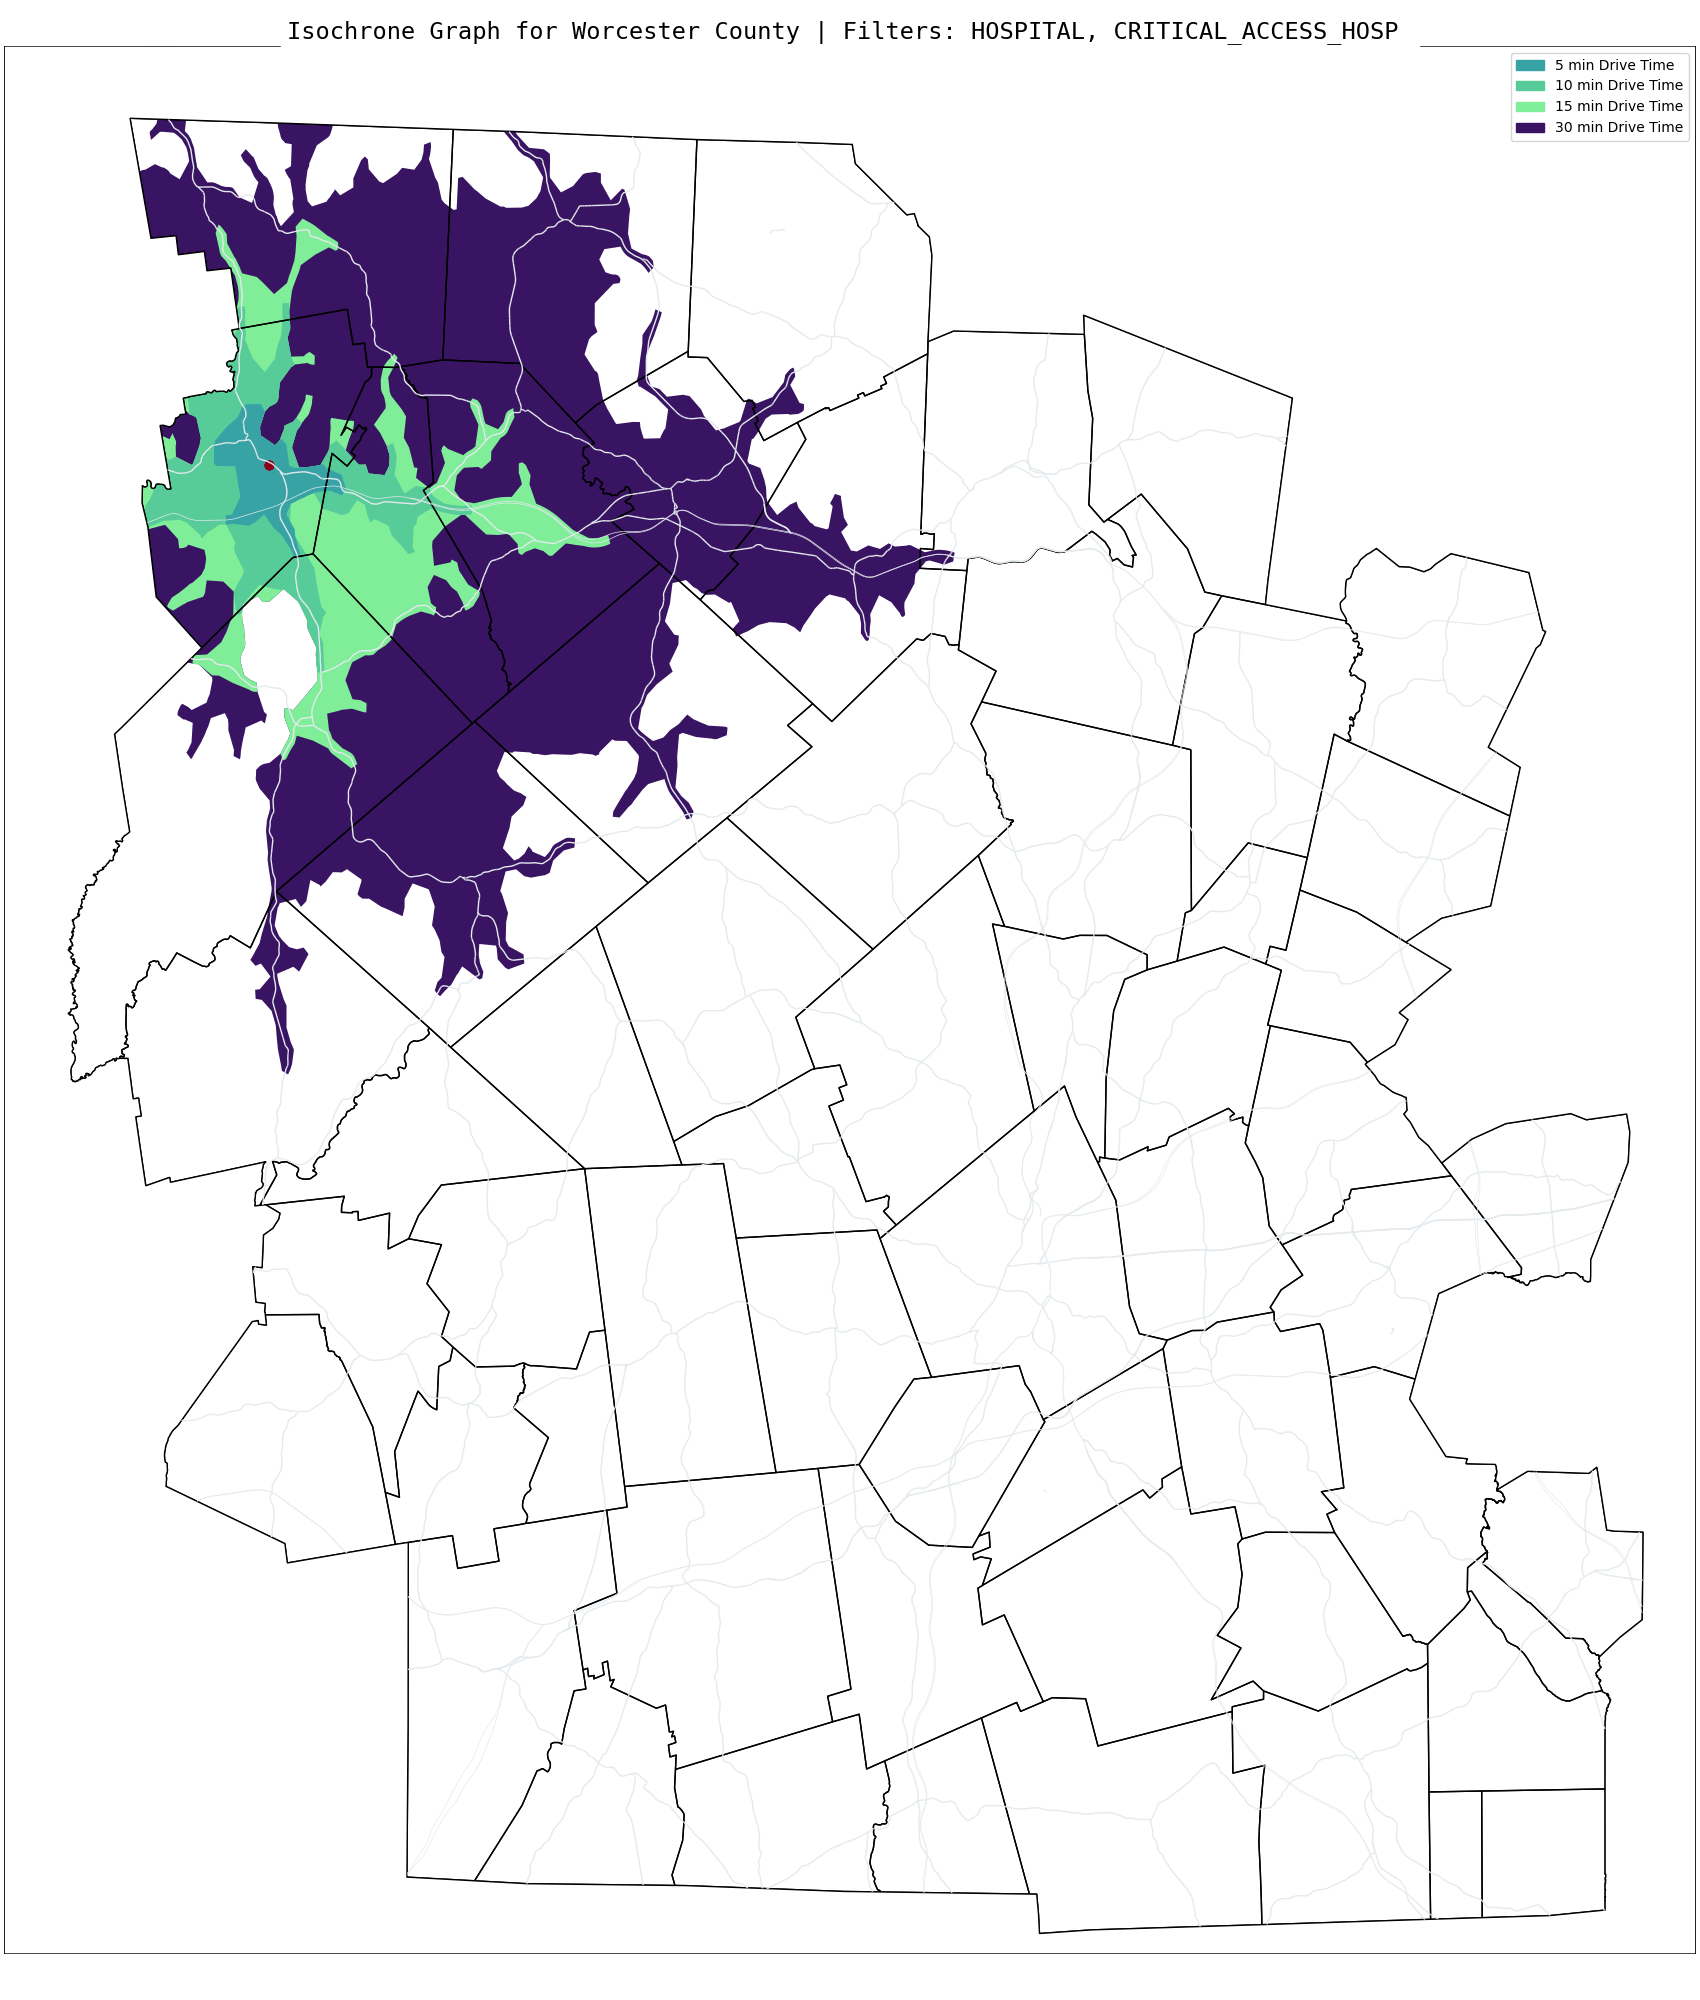 Isochrone Graph for Worcester County | Filters: HOSPITAL, CRITICAL_ACCESS_HOSP
5 min Drive Time
10 min Drive Time
15 min Drive Time
30 min Drive Time